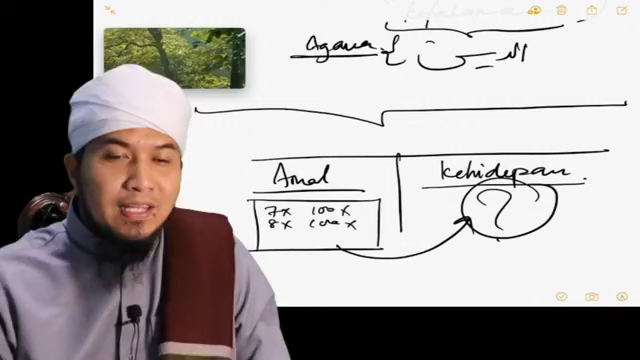 Agama { الدين
Amal
Kehidupan
7x 100x
8x 1000x
?